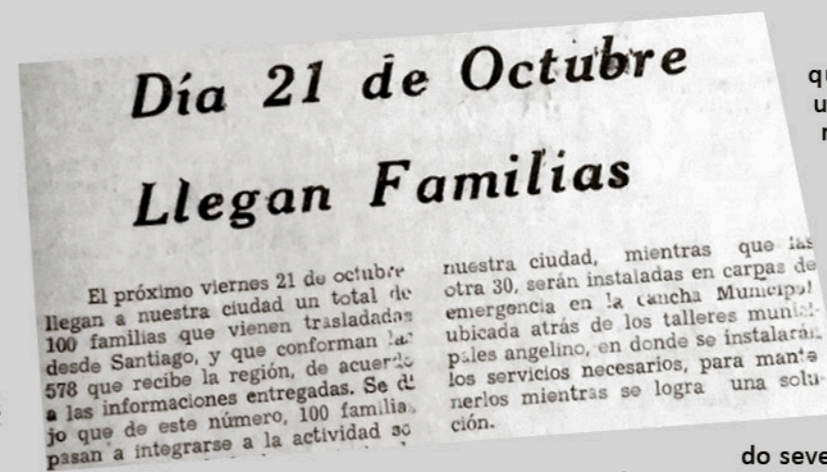 Día 21 de Octubre
Llegan Familias
El próximo viernes 21 de octubre
llegan a nuestra ciudad un total de
100 familias que vienen trasladadas
desde Santiago, y que conforman las
578 que recibe la región, de acuerdo
a las informaciones entregadas. Se di
jo que de este número, 100 familias
pasan a integrarse a la actividad so
nuestra ciudad, mientras que las
otra 30, serán instaladas en carpas de
emergencia en la cancha Municipal
ubicada atrás de los talleres munici-
pales angelino, en donde se instalarán
los servicios necesarios, para mante
nerlos mientras se logra una solu-
ción.
do seve